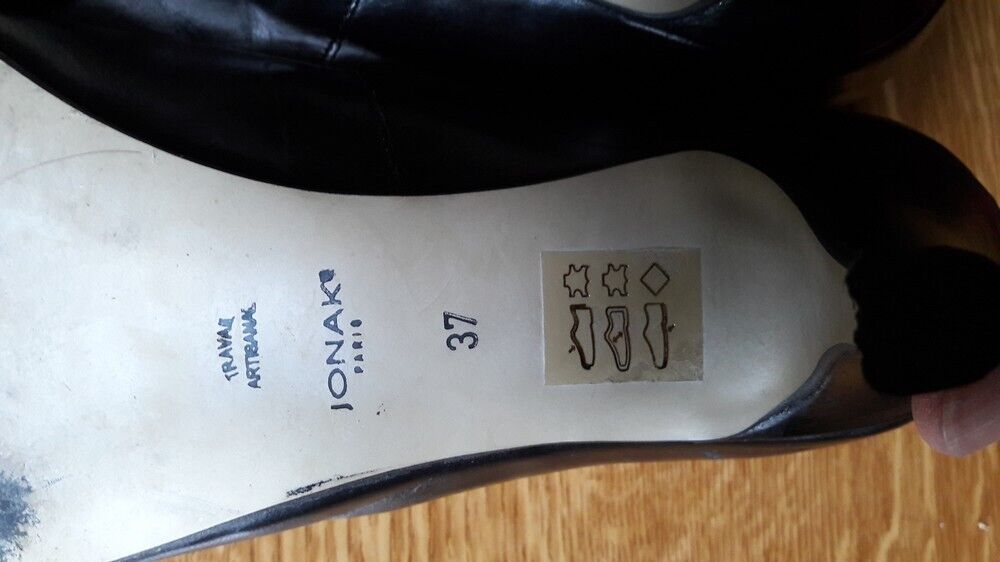 TRAVAIL
ARTISANAL
JONAK
PARIS
37